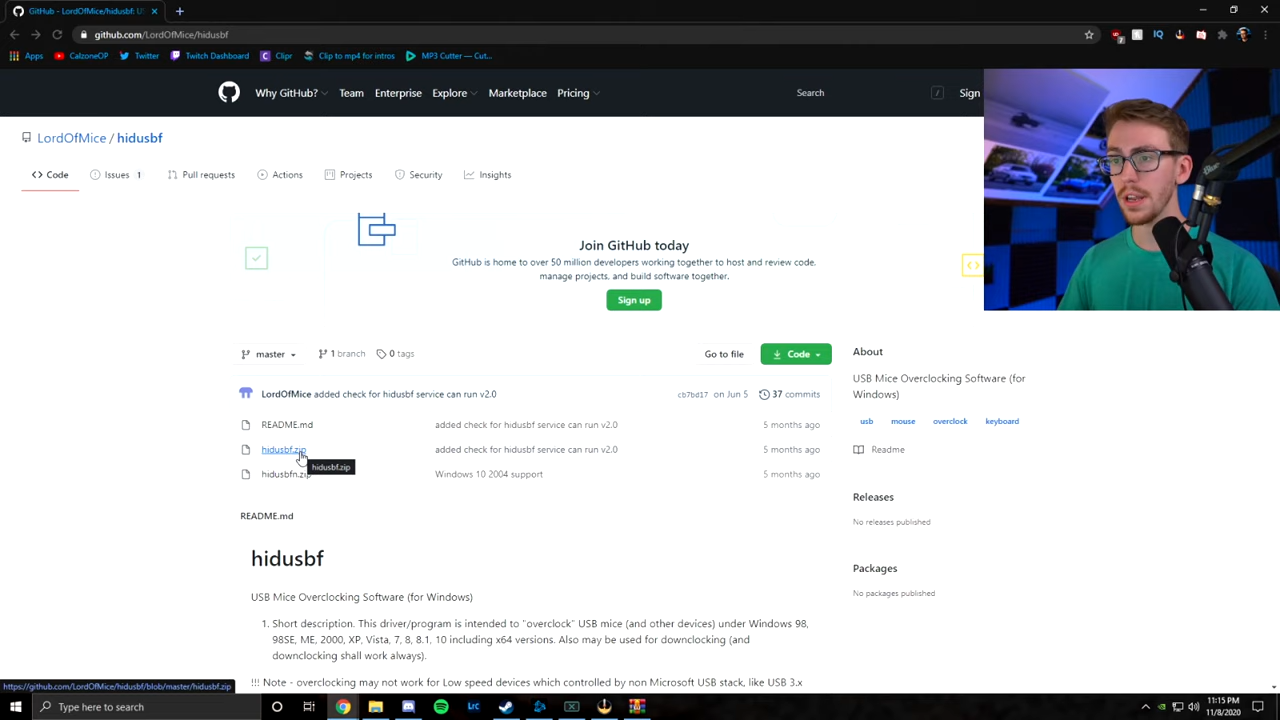 GitHub - LordOfMice/hidusbf: U
github.com/LordOfMice/hidusbf
Apps
CalzoneOP
Twitter
Twitch Dashboard
Clipr
Clip to mp4 for intros
MP3 Cutter — Cut...
Why GitHub?
Team
Enterprise
Explore
Marketplace
Pricing
Search
/
Sign
LordOfMice / hidusbf
Code
Issues 1
Pull requests
Actions
Projects
Security
Insights
Join GitHub today
GitHub is home to over 50 million developers working together to host and review code,
manage projects, and build software together.
Sign up
master
1 branch
0 tags
Go to file
Code
About
USB Mice Overclocking Software (for
Windows)
LordOfMice added check for hidusbf service can run v2.0
cb7bd17 on Jun 5
37 commits
usb
mouse
overclock
keyboard
README.md
added check for hidusbf service can run v2.0
5 months ago
hidusbf.zip
added check for hidusbf service can run v2.0
5 months ago
Readme
hidusbf.zip
hidusbfn.zip
Windows 10 2004 support
5 months ago
Releases
No releases published
README.md
hidusbf
Packages
No packages published
USB Mice Overclocking Software (for Windows)
1. Short description. This driver/program is intended to "overclock" USB mice (and other devices) under Windows 98,
98SE, ME, 2000, XP, Vista, 7, 8, 8.1, 10 including x64 versions. Also may be used for downclocking (and
downclocking shall work always).
!!! Note - overclocking may not work for Low speed devices which controlled by non Microsoft USB stack, like USB 3.x
https://github.com/LordOfMice/hidusbf/blob/master/hidusbf.zip
Type here to search
11:15 PM
11/8/2020